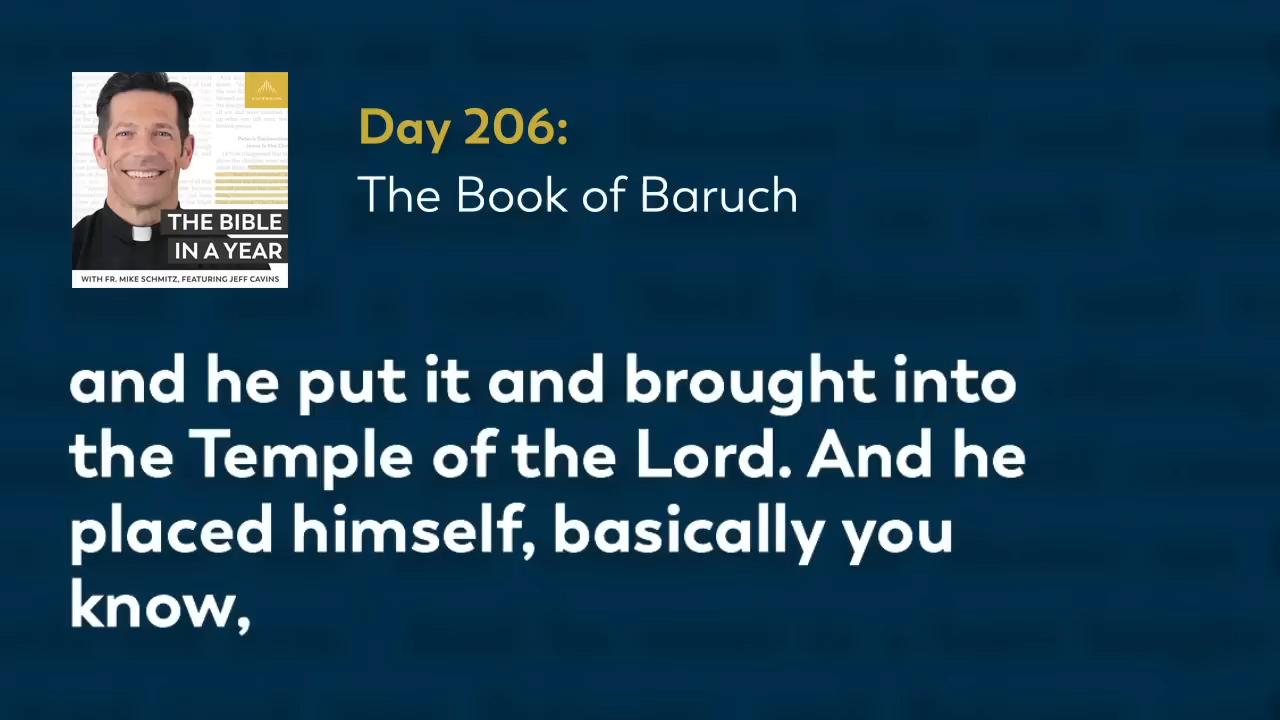 Day 206:
The Book of Baruch
THE BIBLE
IN A YEAR
WITH FR. MIKE SCHMITZ, FEATURING JEFF CAVINS
and he put it and brought into
the Temple of the Lord. And he
placed himself, basically you
know,